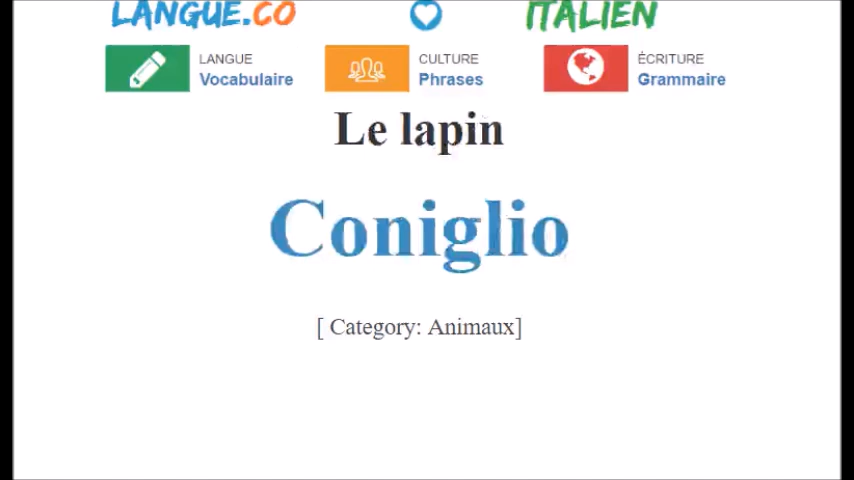 LANGUE.CO ITALIEN
LANGUE CULTURE ÉCRITURE
Vocabulaire Phrases Grammaire
Le lapin
Coniglio
[ Category: Animaux]